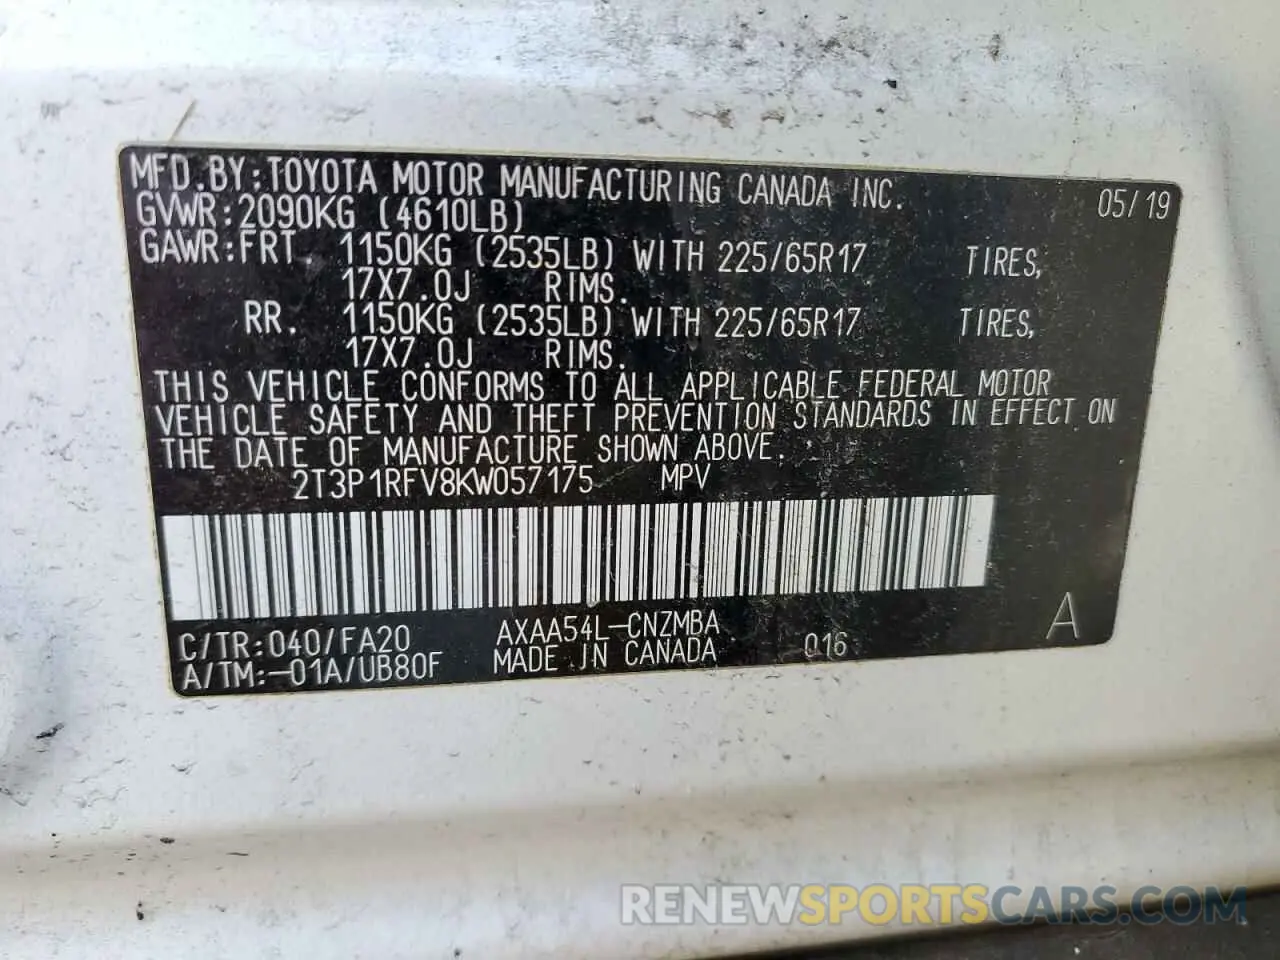 MFD.BY:TOYOTA MOTOR MANUFACTURING CANADA INC. 05/19
GVWR:2090KG (4610LB)
GAWR:FRT. 1150KG (2535LB) WITH 225/65R17 TIRES,
17X7.0J RIMS.
RR. 1150KG (2535LB) WITH 225/65R17 TIRES,
17X7.0J RIMS.
THIS VEHICLE CONFORMS TO ALL APPLICABLE FEDERAL MOTOR
VEHICLE SAFETY AND THEFT PREVENTION STANDARDS IN EFFECT ON
THE DATE OF MANUFACTURE SHOWN ABOVE.
2T3P1RFV8KW057175 MPV
C/TR:040/FA20 AXAA54L-CNZMBA A
A/TM:-01A/UB80F MADE IN CANADA 016
RENEWSPORTSCARS.COM